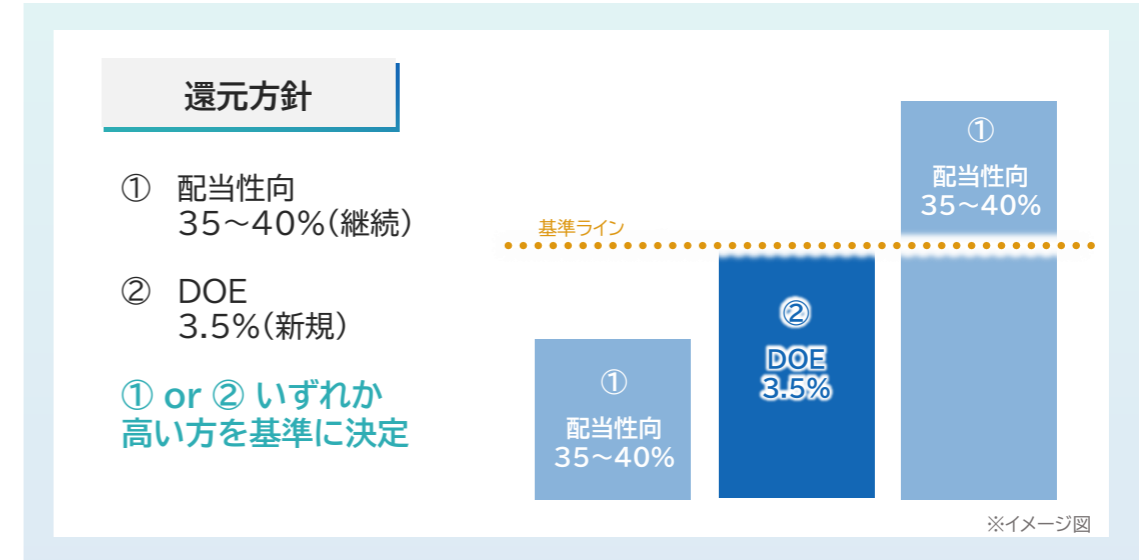 還元方針
① 配当性向
35～40%(継続)
② DOE
3.5%(新規)
① or ② いずれか
高い方を基準に決定
基準ライン
①
配当性向
35～40%
②
DOE
3.5%
①
配当性向
35～40%
※イメージ図